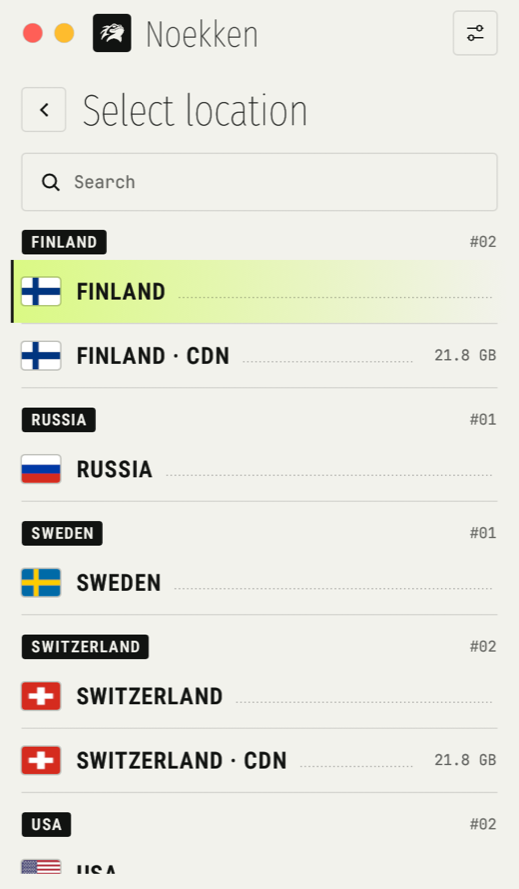 Noekken
Select location
Search
FINLAND #02
FINLAND
FINLAND · CDN 21.8 GB
RUSSIA #01
RUSSIA
SWEDEN #01
SWEDEN
SWITZERLAND #02
SWITZERLAND
SWITZERLAND · CDN 21.8 GB
USA #02
USA